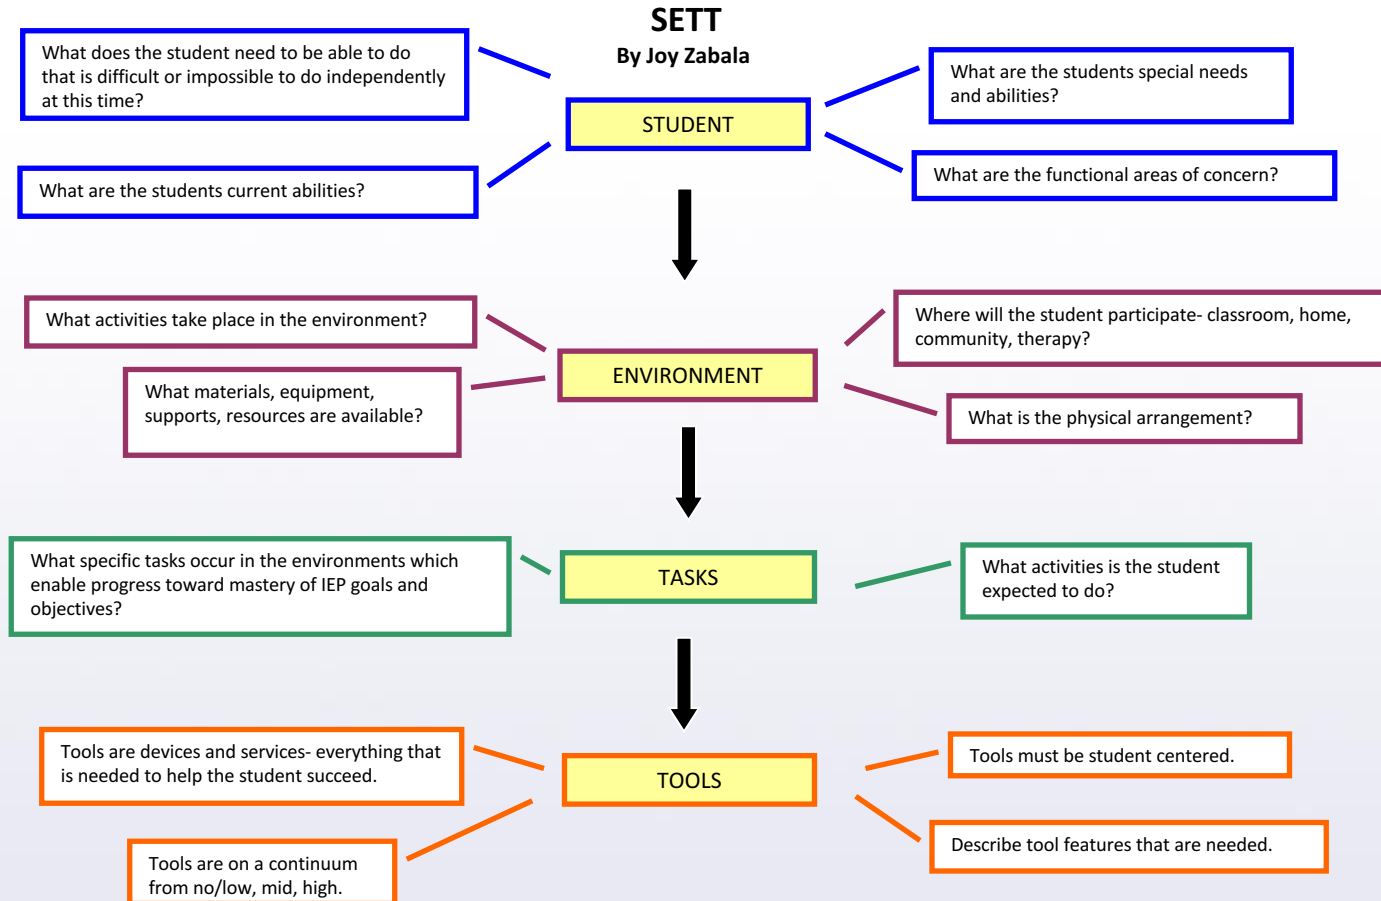 SETT
By Joy Zabala
What does the student need to be able to do
that is difficult or impossible to do independently
at this time?
What are the students special needs
and abilities?
STUDENT
What are the students current abilities?
What are the functional areas of concern?
What activities take place in the environment?
Where will the student participate- classroom, home,
community, therapy?
ENVIRONMENT
What materials, equipment,
supports, resources are available?
What is the physical arrangement?
What specific tasks occur in the environments which
enable progress toward mastery of IEP goals and
objectives?
TASKS
What activities is the student
expected to do?
Tools are devices and services- everything that
is needed to help the student succeed.
TOOLS
Tools must be student centered.
Tools are on a continuum
from no/low, mid, high.
Describe tool features that are needed.